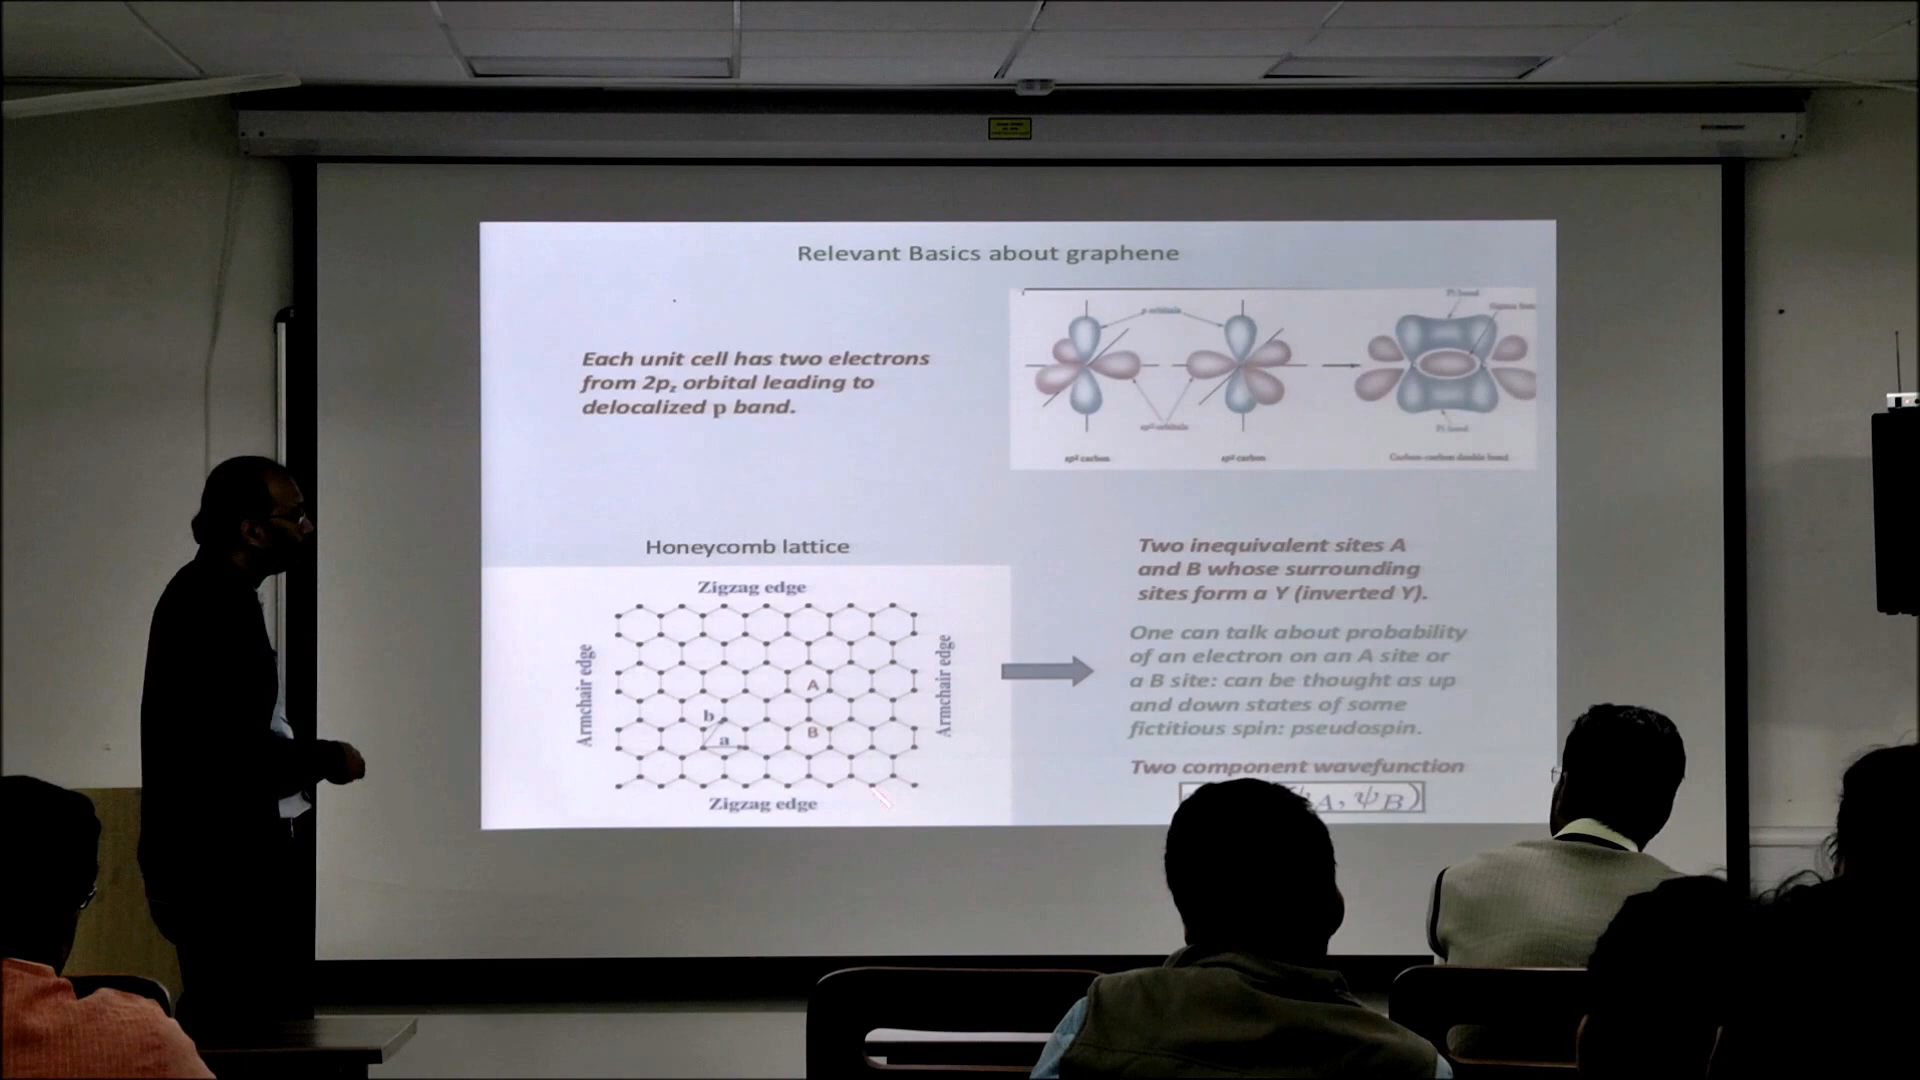 Relevant Basics about graphene
Each unit cell has two electrons
from 2pz orbital leading to
delocalized p band.
Pi bond
p orbitals
sp² orbitals
Pi bond
sp² carbon
sp² carbon
Carbon-carbon double bond
Honeycomb lattice
Zigzag edge
Armchair edge
Armchair edge
A
b
B
a
Zigzag edge
Two inequivalent sites A
and B whose surrounding
sites form a Y (inverted Y).
One can talk about probability
of an electron on an A site or
a B site: can be thought as up
and down states of some
fictitious spin: pseudospin.
Two component wavefunction
A, ψB)